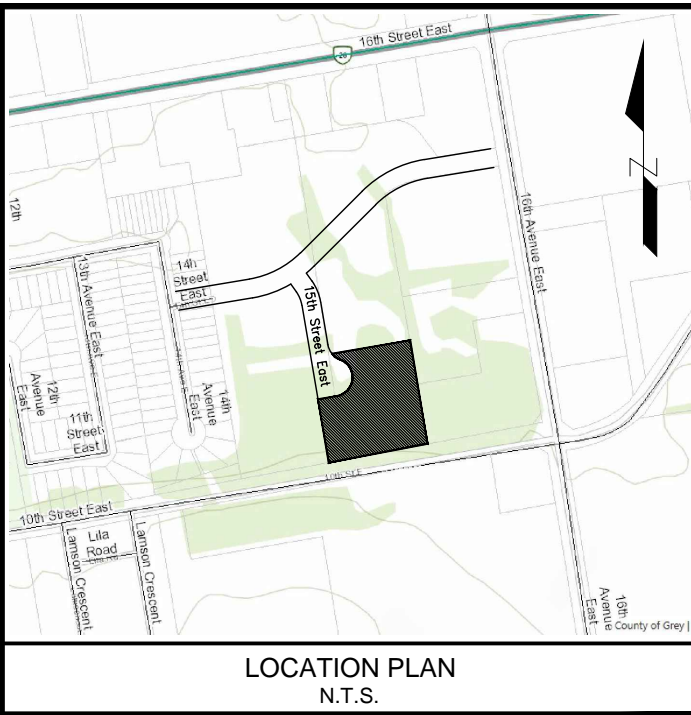 16th Street East
26
12th
16th Avenue East
14h
Street
East
13th Avenue East
15th Street East
12th
Avenue
East
14th
Avenue
East
11th
Street
East
10th Street East
Lila
Road
Lamson Crescent
Lamson Crescent
16th
Avenue
East
County of Grey |
LOCATION PLAN
N.T.S.
Z